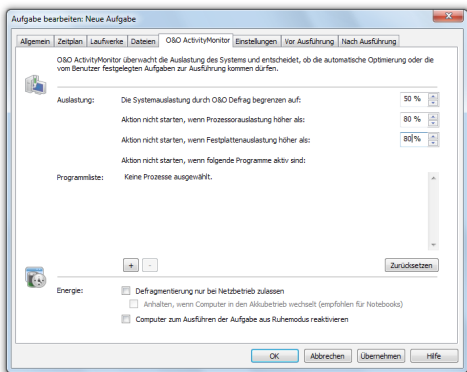 Aufgabe bearbeiten: Neue Aufgabe
Allgemein Zeitplan Laufwerke Dateien O&O ActivityMonitor Einstellungen Vor Ausführung Nach Ausführung
O&O ActivityMonitor überwacht die Auslastung des Systems und entscheidet, ob die automatische Optimierung oder die
vom Benutzer festgelegten Aufgaben zur Ausführung kommen dürfen.
Auslastung: Die Systemauslastung durch O&O Defrag begrenzen auf: 50 %
Aktion nicht starten, wenn Prozessorauslastung höher als: 80 %
Aktion nicht starten, wenn Festplattenauslastung höher als: 80 %
Aktion nicht starten, wenn folgende Programme aktiv sind:
Programmliste: Keine Prozesse ausgewählt.
+ - Zurücksetzen
Energie: Defragmentierung nur bei Netzbetrieb zulassen
Anhalten, wenn Computer in den Akkubetrieb wechselt (empfohlen für Notebooks)
Computer zum Ausführen der Aufgabe aus Ruhemodus reaktivieren
OK Abbrechen Übernehmen Hilfe